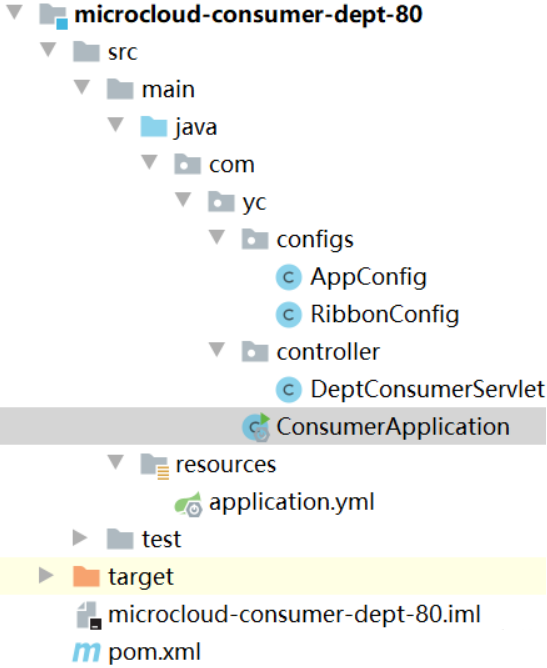 microcloud-consumer-dept-80
src
main
java
com
yc
configs
AppConfig
RibbonConfig
controller
DeptConsumerServlet
ConsumerApplication
resources
application.yml
test
target
microcloud-consumer-dept-80.iml
pom.xml